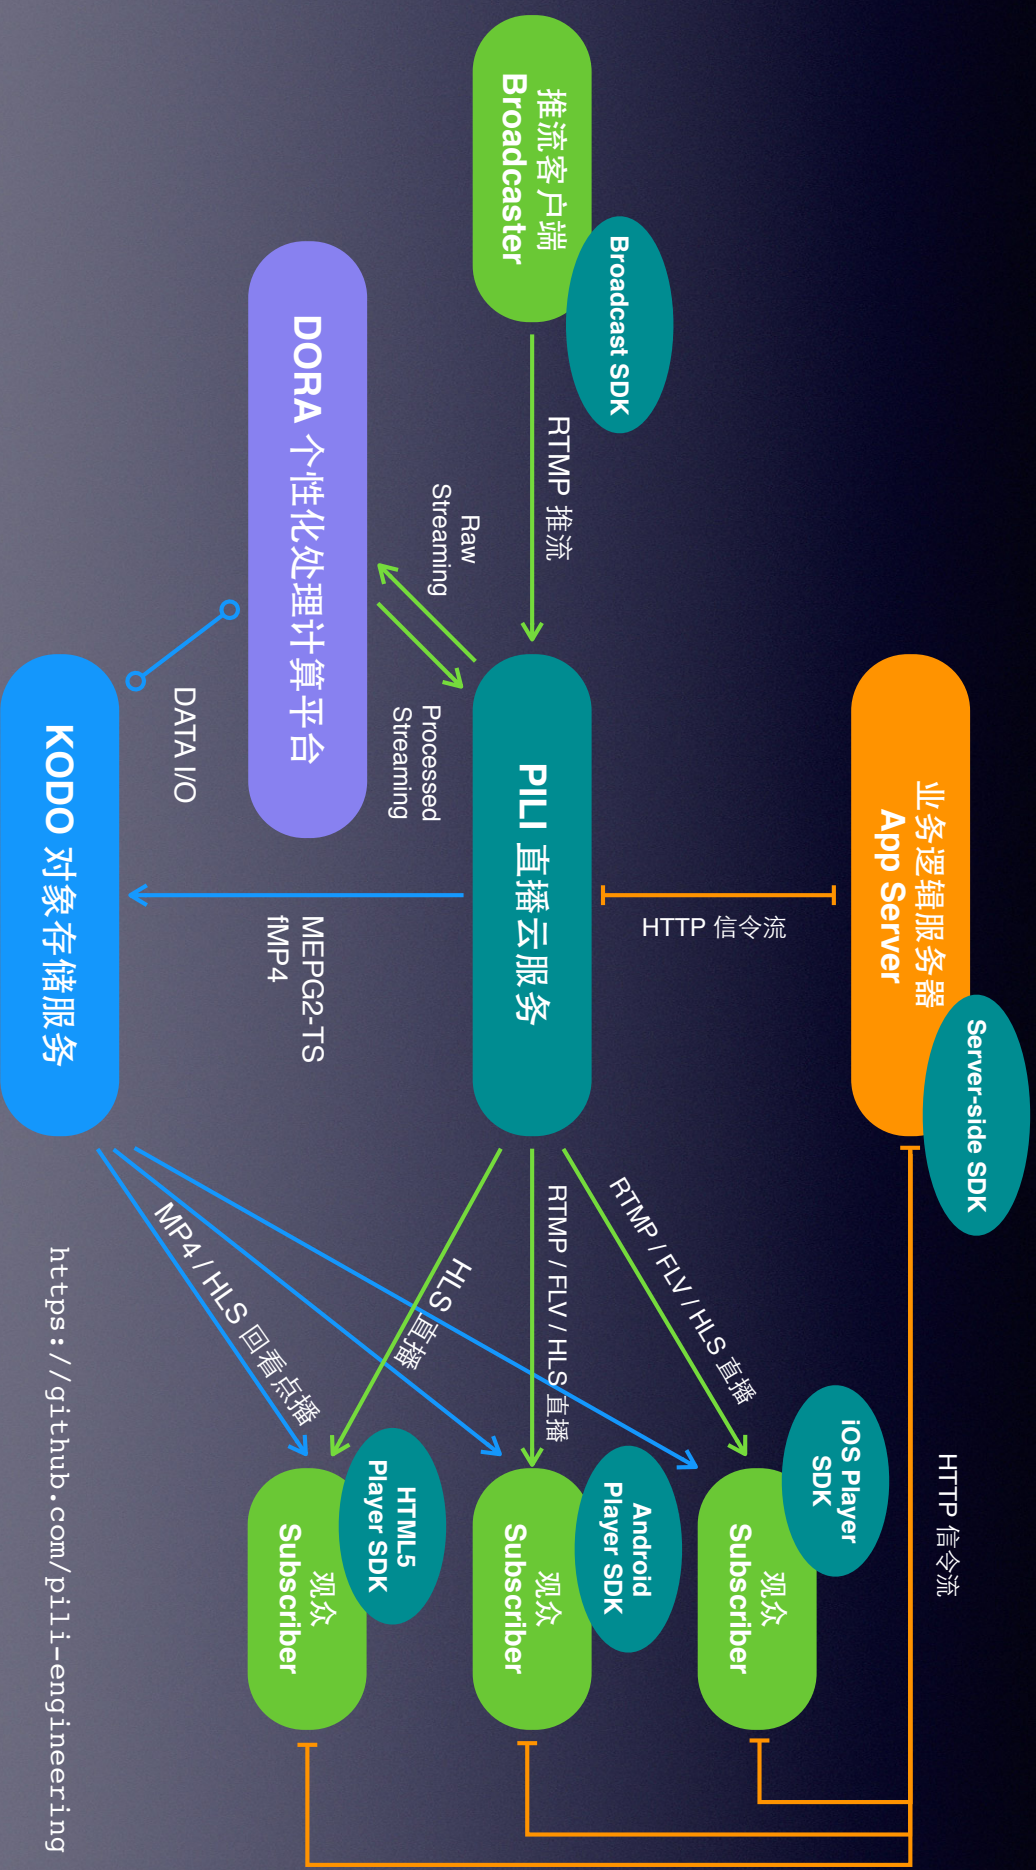 业务逻辑服务器
App Server
Server-side SDK
HTTP 信令流
HTTP 信令流
推流客户端
Broadcaster
Broadcast SDK
RTMP 推流
PILI 直播云服务
RTMP / FLV / HLS 直播
RTMP / FLV / HLS 直播
HLS 直播
iOS Player
SDK
观众
Subscriber
Android
Player SDK
观众
Subscriber
HTML5
Player SDK
观众
Subscriber
Raw
Streaming
Processed
Streaming
DORA 个性化处理计算平台
MEPG2-TS
fMP4
DATA I/O
MP4 / HLS 回看点播
KODO 对象存储服务
https://github.com/pili-engineering